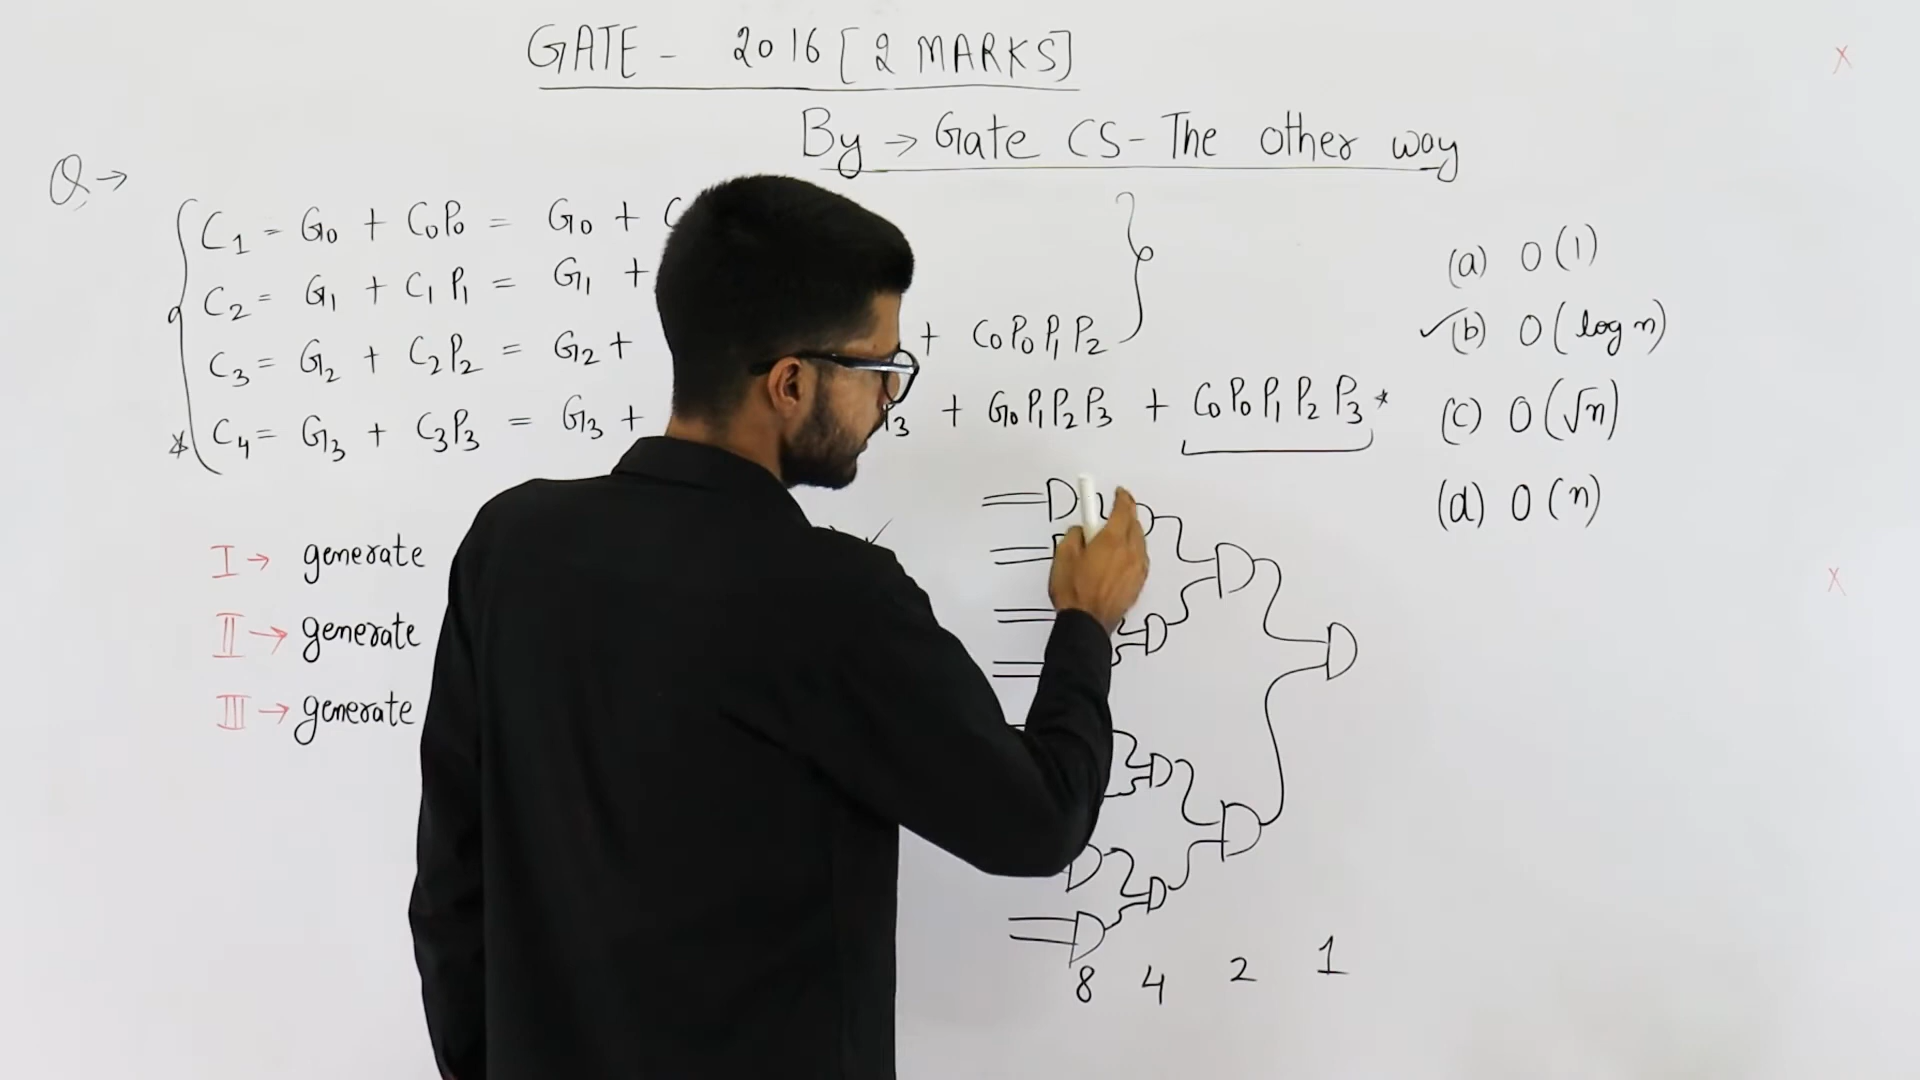 GATE - 2016 [2 MARKS]
By → Gate CS - The other way
Q →
C1 = G0 + C0P0 = G0 +
C2 = G1 + C1P1 = G1 +
C3 = G2 + C2P2 = G2 + + C0P0P1P2
C4 = G3 + C3P3 = G3 + P3 + G0P1P2P3 + C0P0P1P2P3 *
(a) O(1)
✓(b) O(log n)
(c) O(√n)
(d) O(n)
I → generate
II → generate
III → generate
8 4 2 1